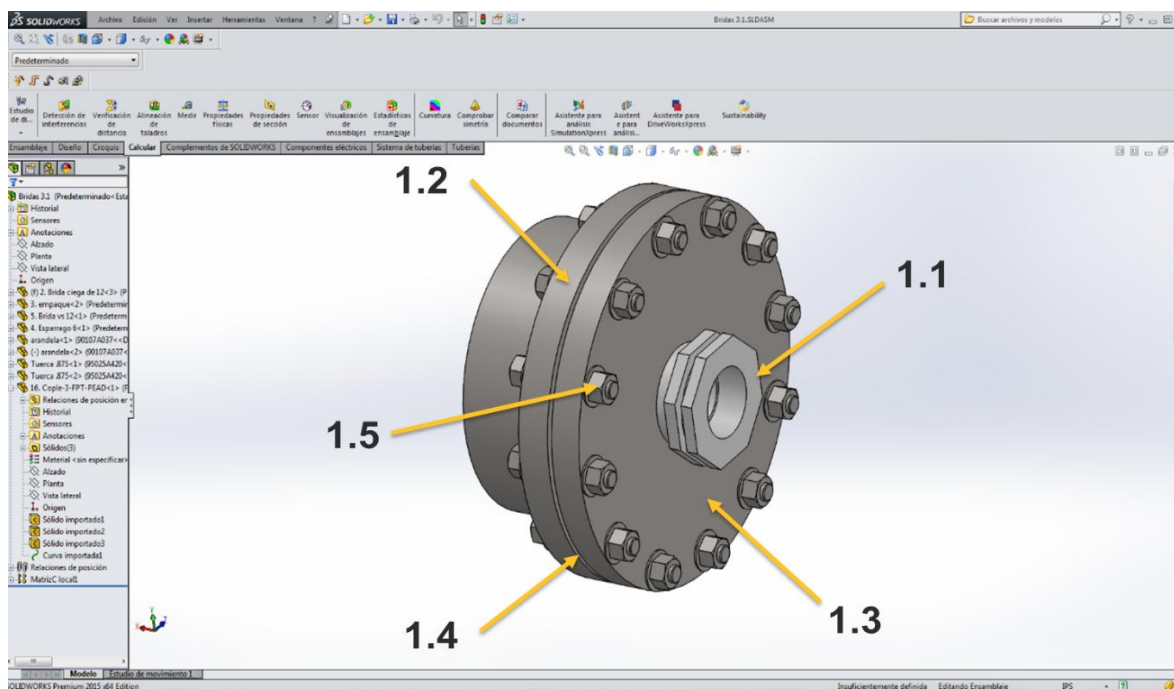 SOLIDWORKS Archivo Edición Ver Insertar Herramientas Ventana ? Bridas 3.1.SLDASM Buscar archivos y modelos
Predeterminado
Estudio de di...
Detección de interferencias
Verificación de distancia
Alineación de taladros
Medir
Propiedades físicas
Propiedades de sección
Sensor
Visualización de ensamblajes
Estadísticas de ensamblaje
Curvatura
Comprobar simetría
Comparar documentos
Asistente para análisis SimulationXpress
Asistent e para análisi...
Asistente para DriveWorksXpress
Sustainability
Ensamblaje Diseño Croquis Calcular Complementos de SOLIDWORKS Componentes eléctricos Sistema de tuberías Tuberías
Bridas 3.1 (Predeterminado<Esta
Historial
Sensores
Anotaciones
Alzado
Planta
Vista lateral
Origen
(f) 2. Brida ciega de 12<3> (P
3. empaque<2> (Predetermin
5. Brida vs 12<1> (Predeterm
4. Esparrago 6<1> (Predeterm
arandela<1> (90107A037<<D
(-) arandela<2> (90107A037<
Tuerca .875<1> (95025A420<
Tuerca .875<2> (95025A420<
16. Cople-3-FPT-PEAD<1> (P
Relaciones de posición en
Historial
Sensores
Anotaciones
Sólidos(3)
Material <sin especificar>
Alzado
Planta
Vista lateral
Origen
Sólido importado1
Sólido importado2
Sólido importado3
Curva importada1
Relaciones de posición
MatrizC local1
1.2
1.1
1.5
1.4
1.3
Modelo Estudio de movimiento 1
SOLIDWORKS Premium 2015 x64 Edition Insuficientemente definida Editando Ensamblaje IPS